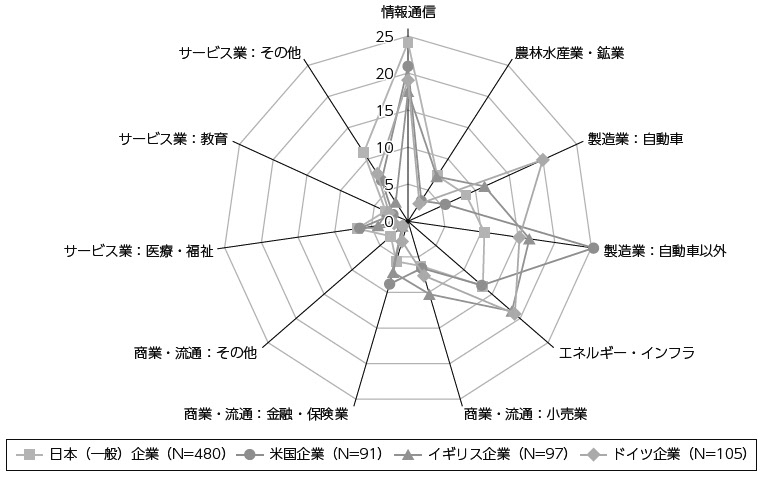 情報通信
25
サービス業：その他
農林水産業・鉱業
20
15
サービス業：教育
製造業：自動車
10
5
0
サービス業：医療・福祉
製造業：自動車以外
商業・流通：その他
エネルギー・インフラ
商業・流通：金融・保険業
商業・流通：小売業
日本（一般）企業（N=480） 米国企業（N=91） イギリス企業（N=97） ドイツ企業（N=105）